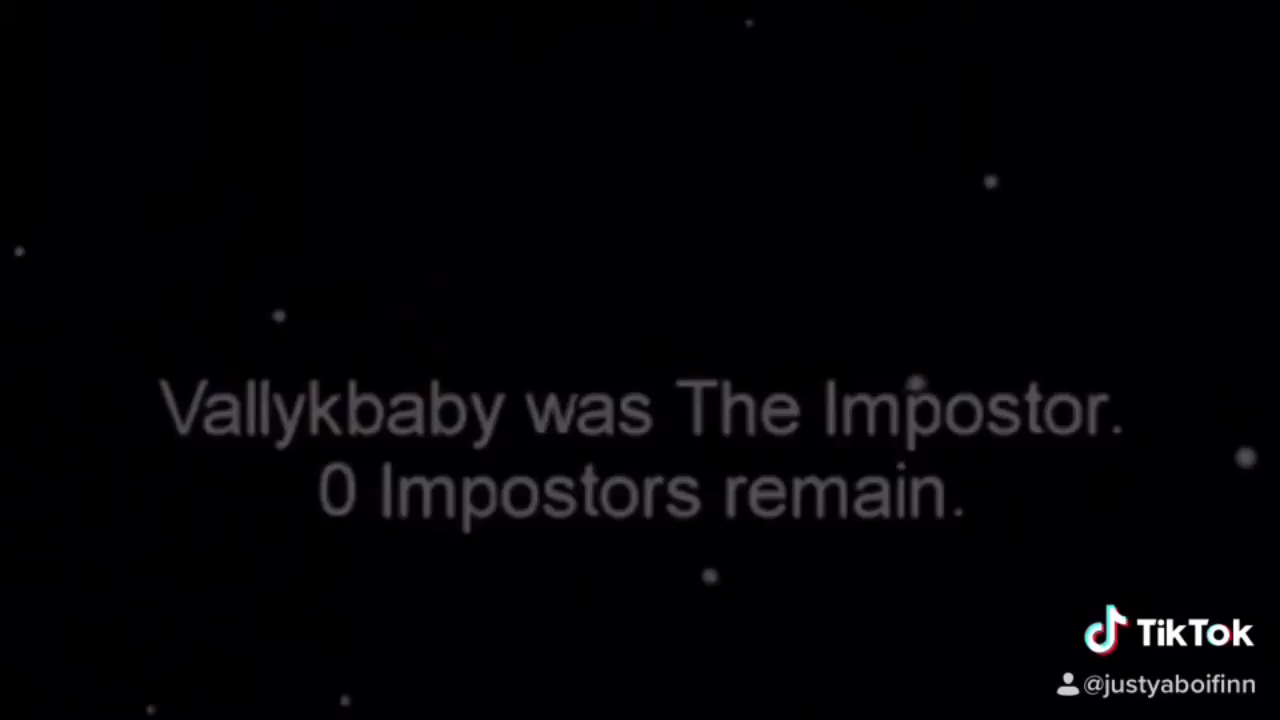 Vallykbaby was The Impostor.
0 Impostors remain.
TikTok
@justyaboifinn